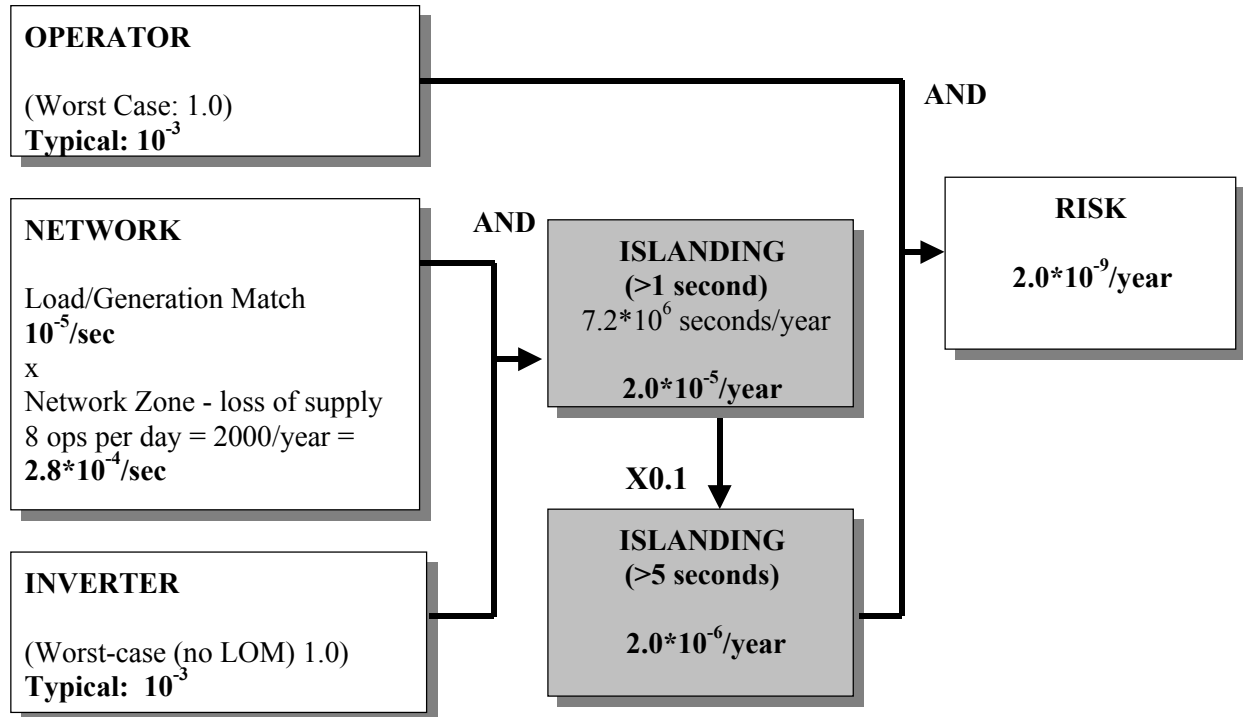 OPERATOR
(Worst Case: 1.0)
Typical: 10⁻³
AND
NETWORK
Load/Generation Match
10⁻⁵/sec
x
Network Zone - loss of supply
8 ops per day = 2000/year =
2.8*10⁻⁴/sec
AND
INVERTER
(Worst-case (no LOM) 1.0)
Typical: 10⁻³
ISLANDING
(>1 second)
7.2*10⁶ seconds/year
2.0*10⁻⁵/year
X0.1
ISLANDING
(>5 seconds)
2.0*10⁻⁶/year
RISK
2.0*10⁻⁹/year